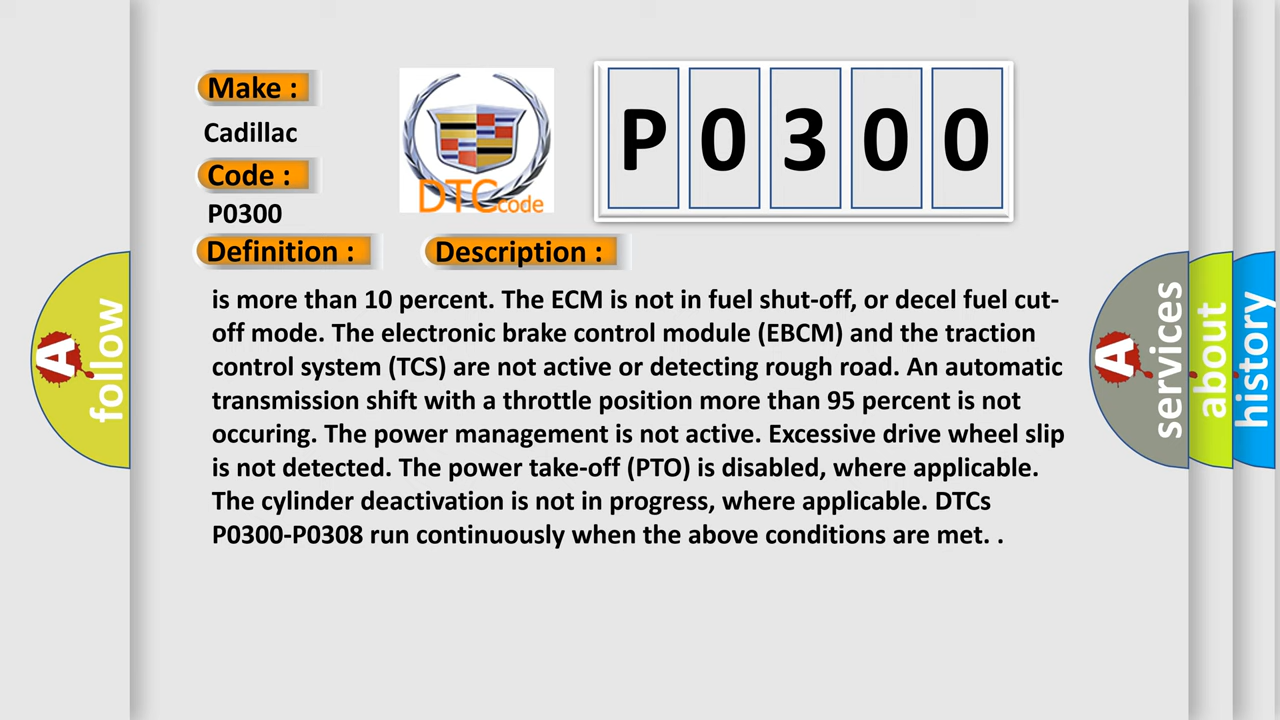 Make :
Cadillac
Code :
P0300
Definition :
Description :
DTC code
P0300
is more than 10 percent. The ECM is not in fuel shut-off, or decel fuel cut-
off mode. The electronic brake control module (EBCM) and the traction
control system (TCS) are not active or detecting rough road. An automatic
transmission shift with a throttle position more than 95 percent is not
occuring. The power management is not active. Excessive drive wheel slip
is not detected. The power take-off (PTO) is disabled, where applicable.
The cylinder deactivation is not in progress, where applicable. DTCs
P0300-P0308 run continuously when the above conditions are met. .
A follow
A services
about
history